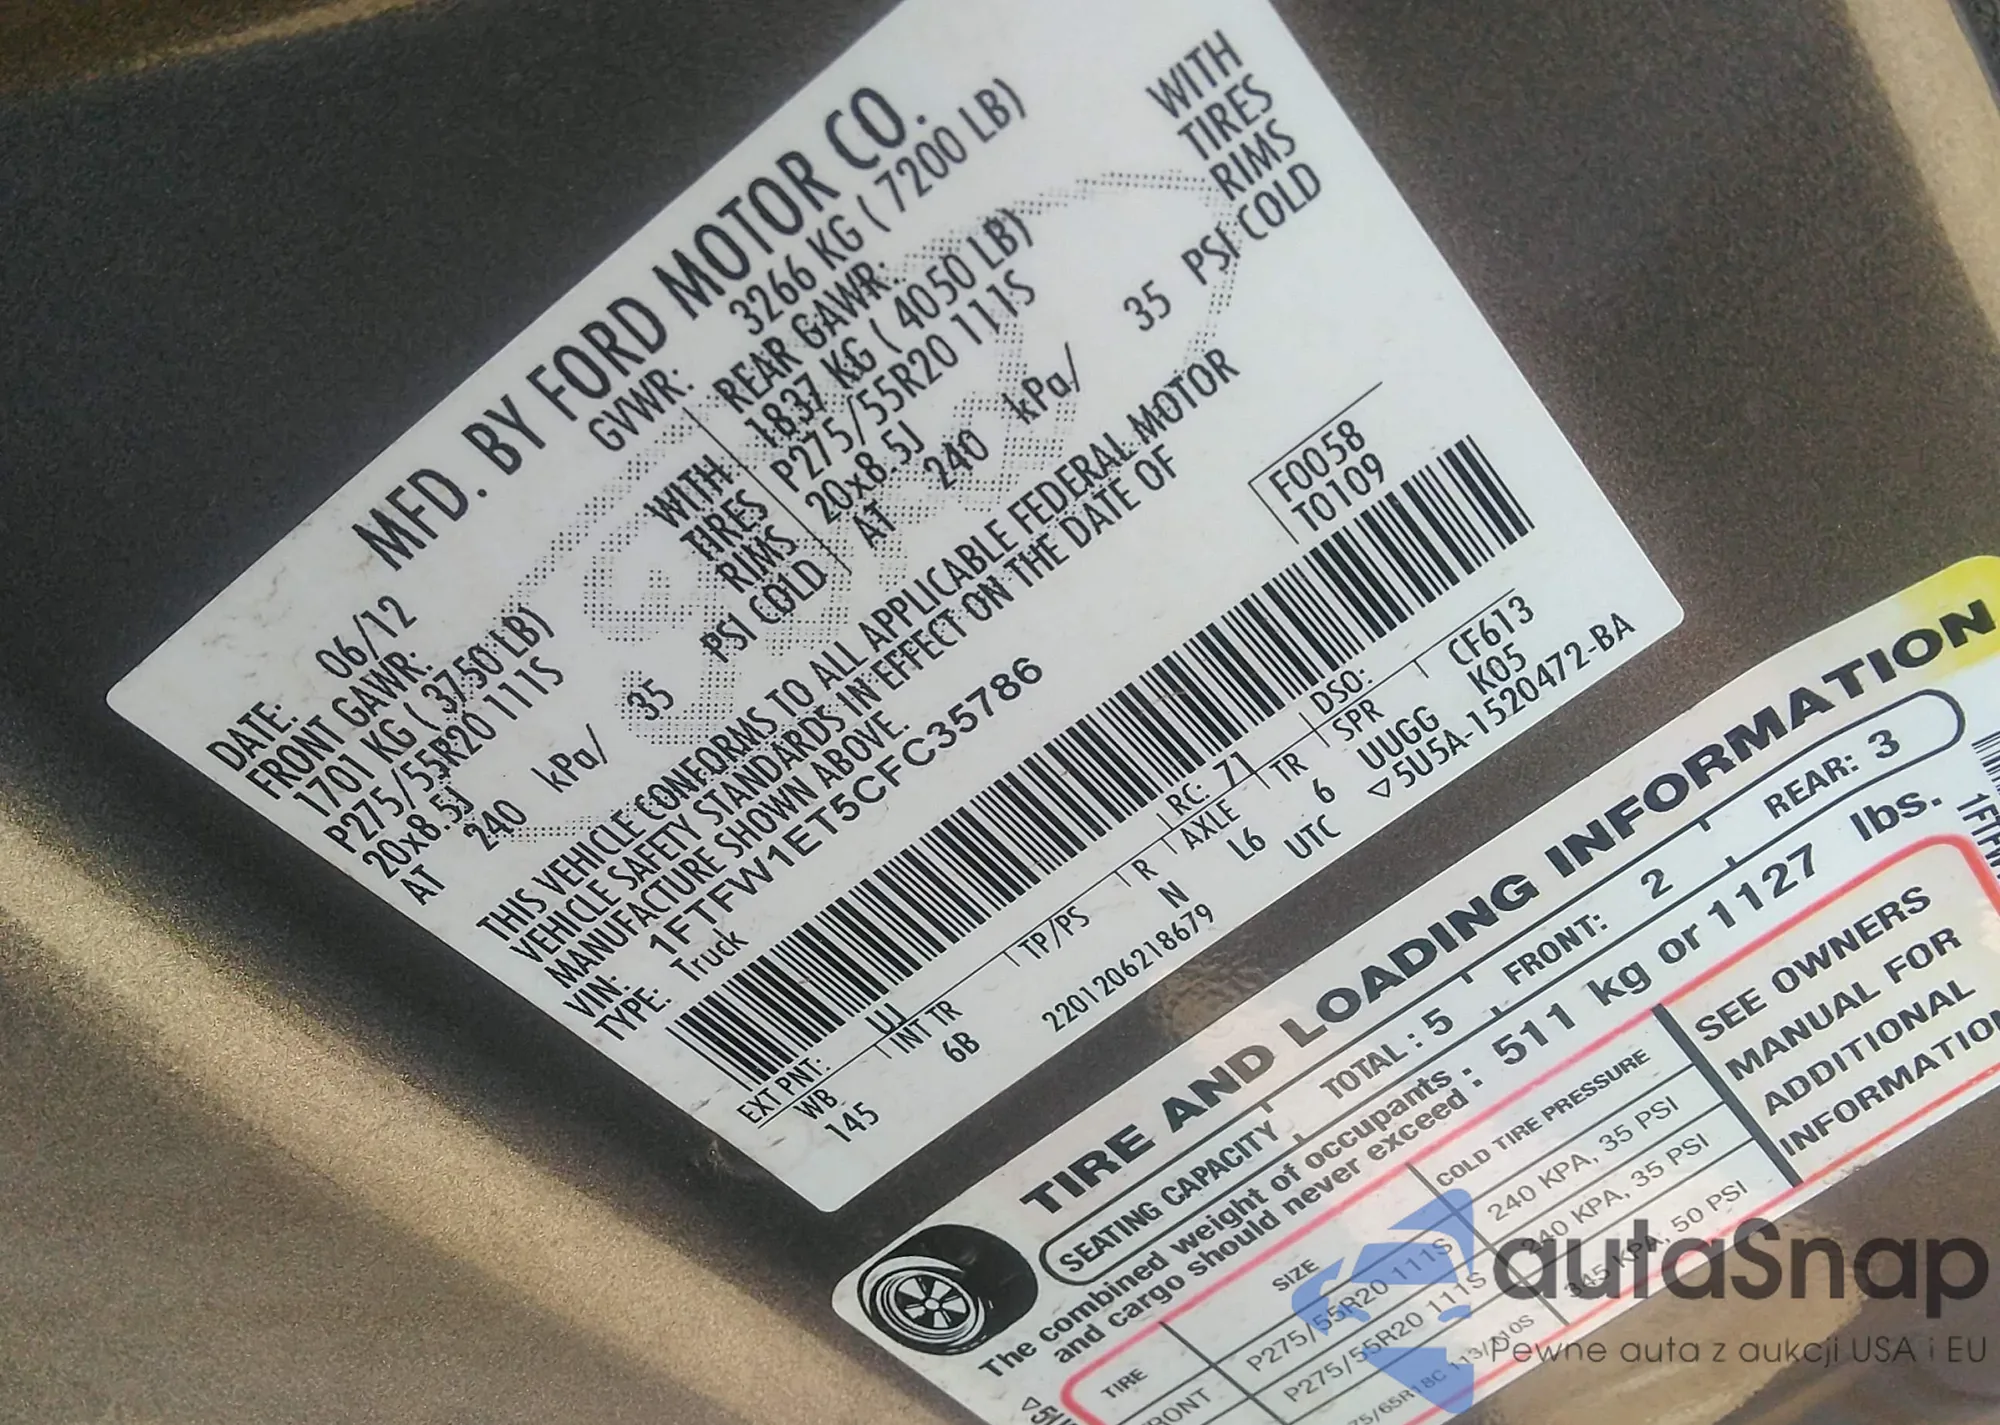 MFD. BY FORD MOTOR CO.
DATE: 06/12 GVWR: 3266 KG ( 7200 LB)
FRONT GAWR: REAR GAWR:
1701 KG ( 3750 LB) WITH 1837 KG ( 4050 LB) WITH
P275/55R20 111S TIRES P275/55R20 111S TIRES
20x8.5J RIMS 20x8.5J RIMS
AT 240 kPa/ 35 PSI COLD AT 240 kPa/ 35 PSI COLD
THIS VEHICLE CONFORMS TO ALL APPLICABLE FEDERAL MOTOR
VEHICLE SAFETY STANDARDS IN EFFECT ON THE DATE OF
MANUFACTURE SHOWN ABOVE.
VIN: 1FTFW1ET5CFC35786
TYPE: Truck
F0058
T0109
EXT PNT: UJ RC: 71 DSO: CF613
WB INT TR TP/PS R AXLE TR SPR K05
145 6B N L6 6 UUGG
2201206218679 UTC ▽5U5A-1520472-BA
TIRE AND LOADING INFORMATION
SEATING CAPACITY TOTAL : 5 FRONT: 2 REAR: 3
The combined weight of occupants
and cargo should never exceed : 511 kg or 1127 lbs.
TIRE SIZE COLD TIRE PRESSURE
P275/55R20 111S 240 KPA, 35 PSI
P275/55R20 111S 240 KPA, 35 PSI
345 KPA, 50 PSI
SEE OWNERS
MANUAL FOR
ADDITIONAL
INFORMATION
autaSnap
Pewne auta z aukcji USA i EU